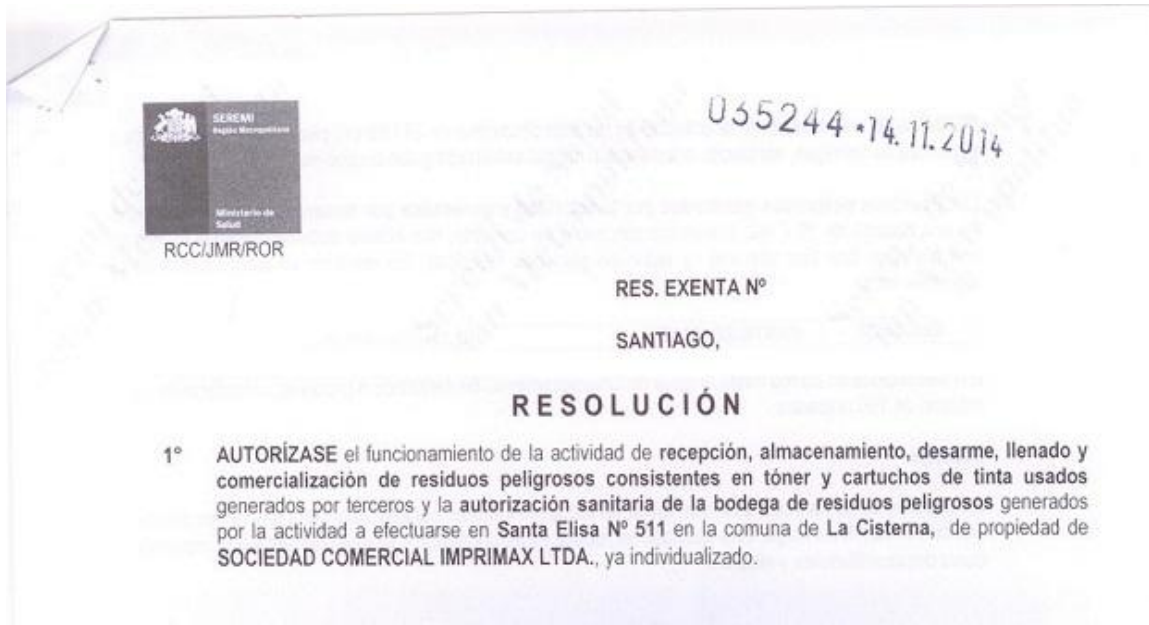 SEREMI
Región Metropolitana
035244 *14.11.2014
Ministerio de
Salud
RCC/JMR/ROR
RES. EXENTA Nº
SANTIAGO,
RESOLUCIÓN
1° AUTORÍZASE el funcionamiento de la actividad de recepción, almacenamiento, desarme, llenado y
comercialización de residuos peligrosos consistentes en tóner y cartuchos de tinta usados
generados por terceros y la autorización sanitaria de la bodega de residuos peligrosos generados
por la actividad a efectuarse en Santa Elisa Nº 511 en la comuna de La Cisterna, de propiedad de
SOCIEDAD COMERCIAL IMPRIMAX LTDA., ya individualizado.